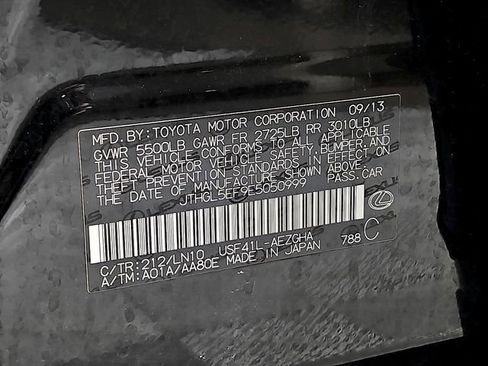 MFD. BY: TOYOTA MOTOR CORPORATION 09/13
GVWR 5500LB GAWR FR 2725LB RR 3010LB
THIS VEHICLE CONFORMS TO ALL APPLICABLE
FEDERAL MOTOR VEHICLE SAFETY, BUMPER, AND
THEFT PREVENTION STANDARDS IN EFFECT ON
THE DATE OF MANUFACTURE SHOWN ABOVE.
JTHGL5EF9E5050999 PASS.CAR
C/TR:212/LN10 USF41L-AEZGHA
A/TM:A01A/AA80E MADE IN JAPAN 788 C